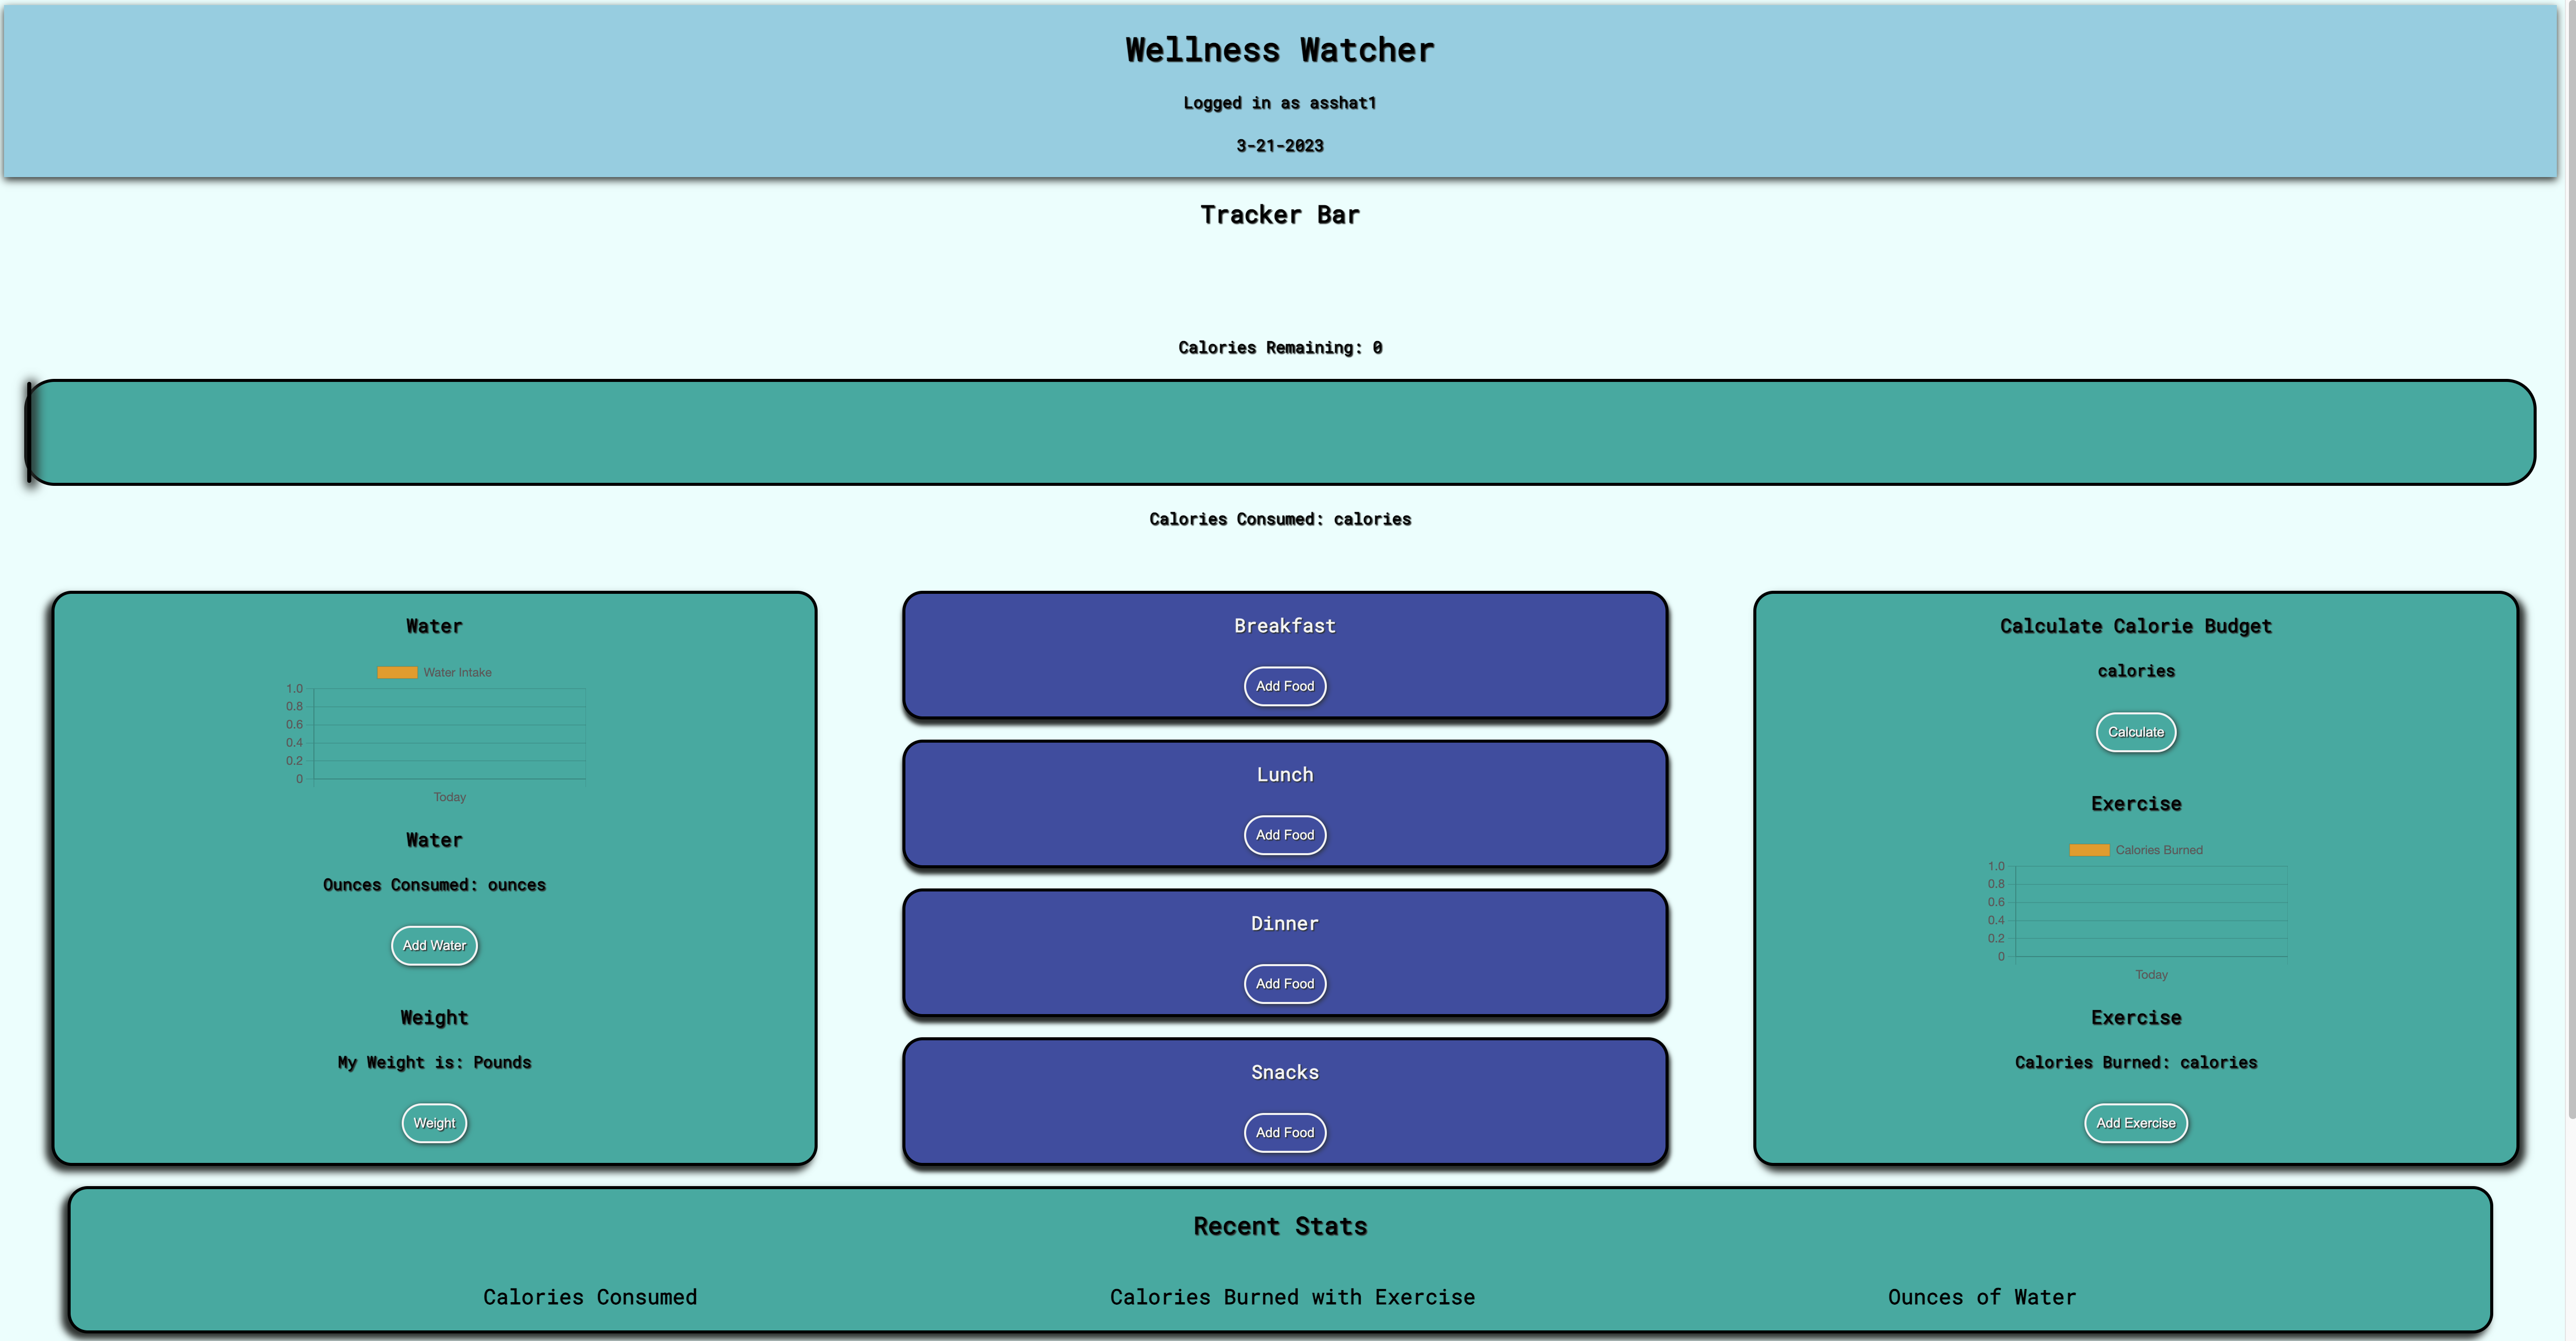 Wellness Watcher
Logged in as asshat1
3-21-2023
Tracker Bar
Calories Remaining: 0
Calories Consumed: calories
Water
Water Intake
1.0
0.8
0.6
0.4
0.2
0
Today
Water
Ounces Consumed: ounces
Add Water
Weight
My Weight is: Pounds
Weight
Breakfast
Add Food
Lunch
Add Food
Dinner
Add Food
Snacks
Add Food
Calculate Calorie Budget
calories
Calculate
Exercise
Calories Burned
1.0
0.8
0.6
0.4
0.2
0
Today
Exercise
Calories Burned: calories
Add Exercise
Recent Stats
Calories Consumed
Calories Burned with Exercise
Ounces of Water